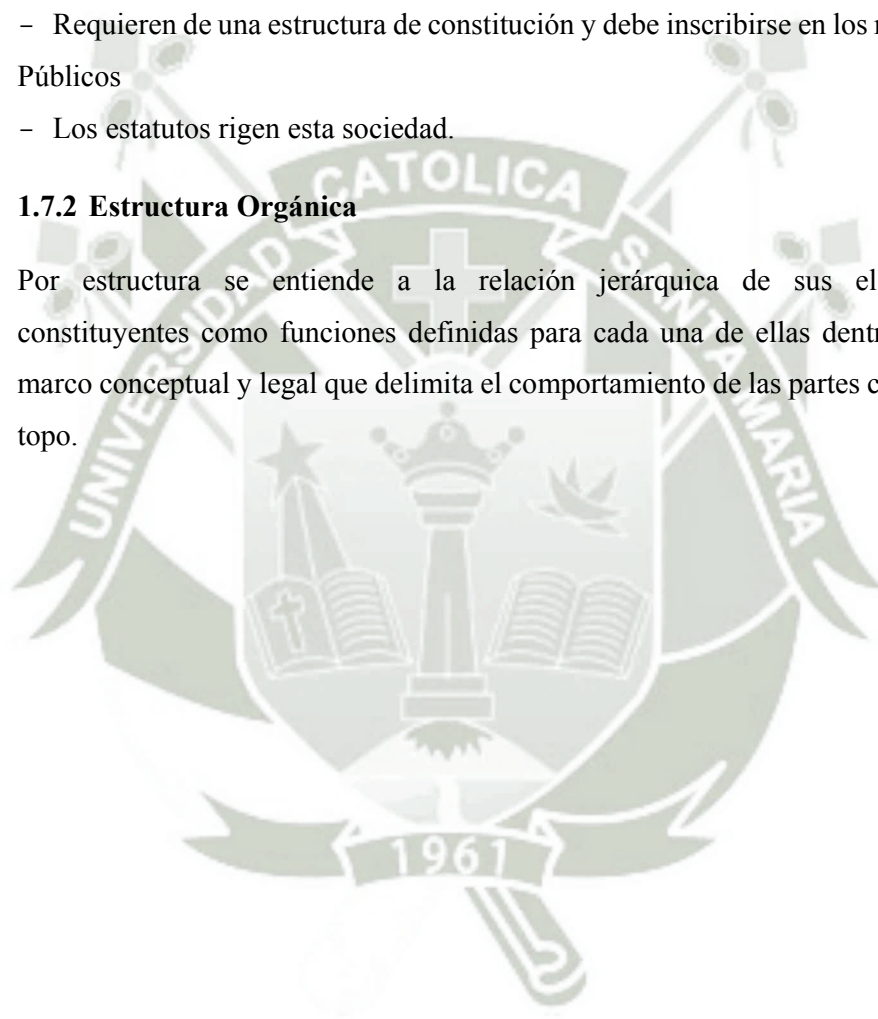 – Requieren de una estructura de constitución y debe inscribirse en los
Públicos
– Los estatutos rigen esta sociedad.
1.7.2 Estructura Orgánica
Por estructura se entiende a la relación jerárquica de sus
constituyentes como funciones definidas para cada una de ellas
marco conceptual y legal que delimita el comportamiento de las partes
topo.
UNIVERSIDAD CATOLICA SANTA MARIA
1961